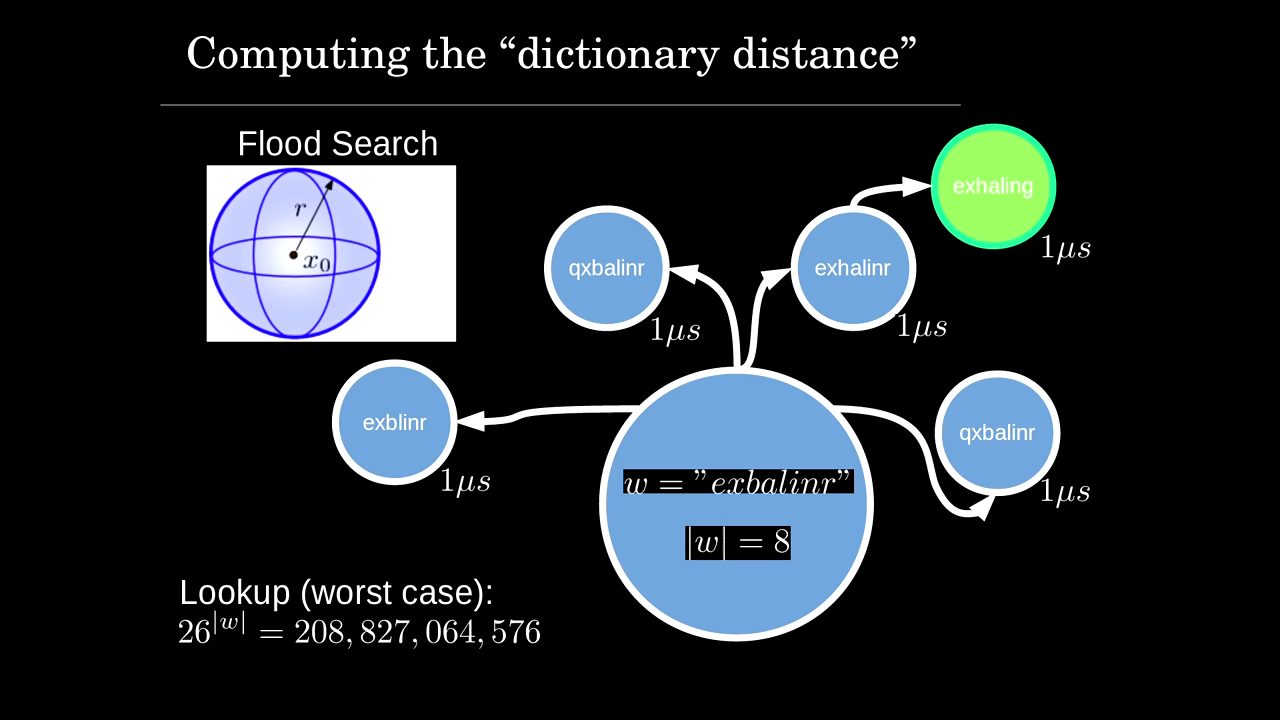 Computing the “dictionary distance”
Flood Search
r
x₀
exhaling
1μs
qxbalinr
1μs
exhalinr
1μs
exblinr
1μs
qxbalinr
1μs
w = ”exbalinr”
|w| = 8
Lookup (worst case):
26^|w| = 208, 827, 064, 576